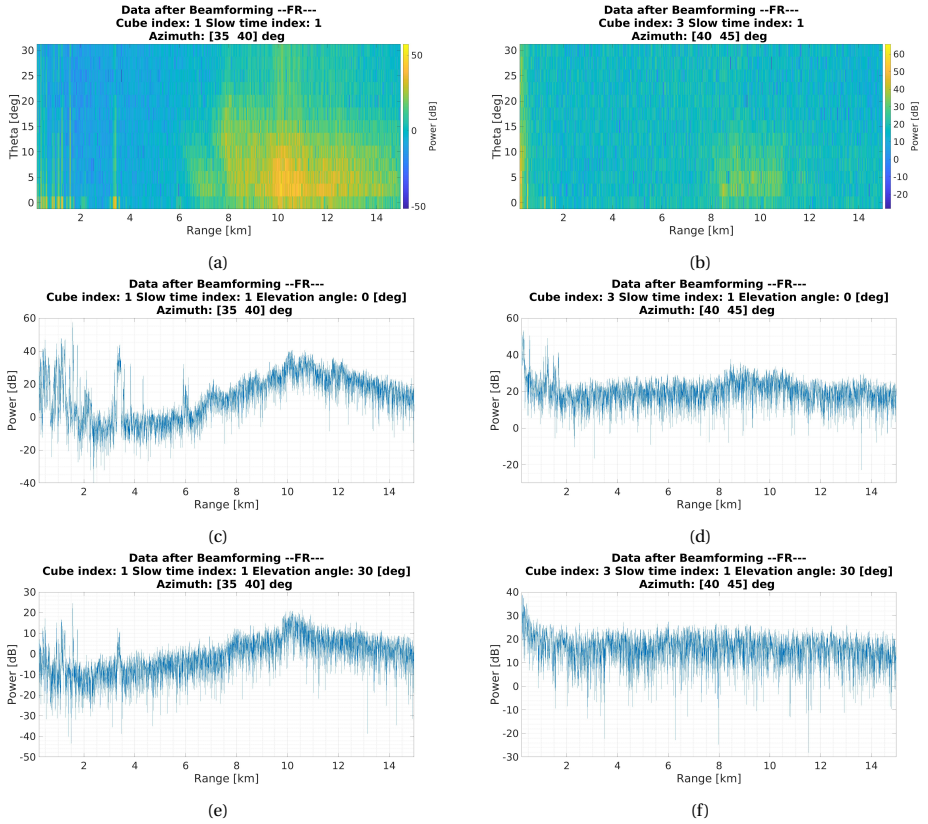 Data after Beamforming --FR---
Cube index: 1 Slow time index: 1
Azimuth: [35  40] deg
30
25
20
15
10
5
0
Theta [deg]
2
4
6
8
10
12
14
Range [km]
50
0
-50
Power [dB]
(a)
Data after Beamforming --FR---
Cube index: 3 Slow time index: 1
Azimuth: [40  45] deg
30
25
20
15
10
5
0
Theta [deg]
2
4
6
8
10
12
14
Range [km]
60
50
40
30
20
10
0
-10
-20
Power [dB]
(b)
Data after Beamforming --FR---
Cube index: 1 Slow time index: 1 Elevation angle: 0 [deg]
Azimuth: [35  40] deg
60
40
20
0
-20
-40
Power [dB]
2
4
6
8
10
12
14
Range [km]
(c)
Data after Beamforming --FR---
Cube index: 3 Slow time index: 1 Elevation angle: 0 [deg]
Azimuth: [40  45] deg
60
40
20
0
-20
Power [dB]
2
4
6
8
10
12
14
Range [km]
(d)
Data after Beamforming --FR---
Cube index: 1 Slow time index: 1 Elevation angle: 30 [deg]
Azimuth: [35  40] deg
30
20
10
0
-10
-20
-30
-40
-50
Power [dB]
2
4
6
8
10
12
14
Range [km]
(e)
Data after Beamforming --FR---
Cube index: 3 Slow time index: 1 Elevation angle: 30 [deg]
Azimuth: [40  45] deg
40
30
20
10
0
-10
-20
-30
Power [dB]
2
4
6
8
10
12
14
Range [km]
(f)